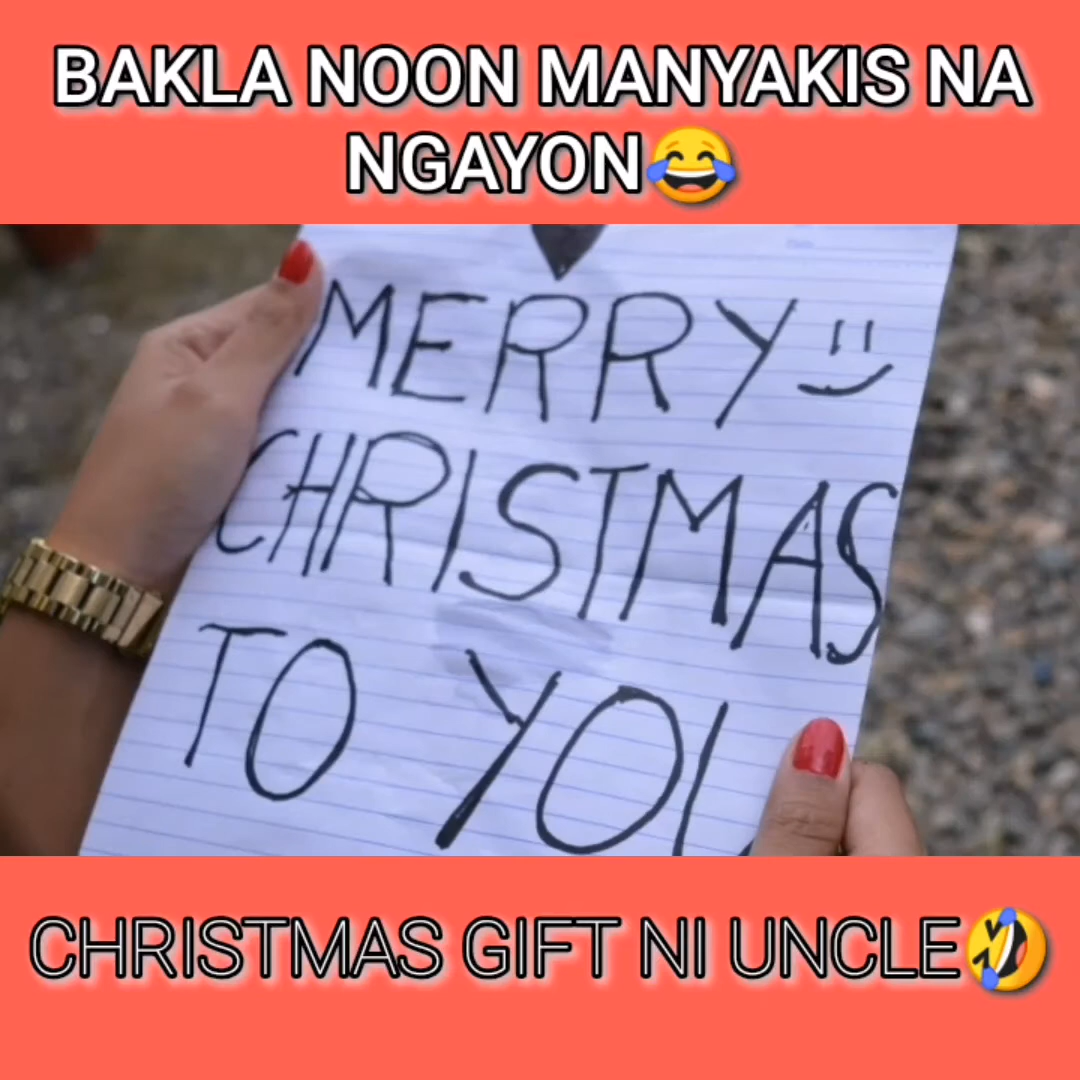 BAKLA NOON MANYAKIS NA
NGAYON😂
MERRY
CHRISTMAS
TO YOU
CHRISTMAS GIFT NI UNCLE🤣